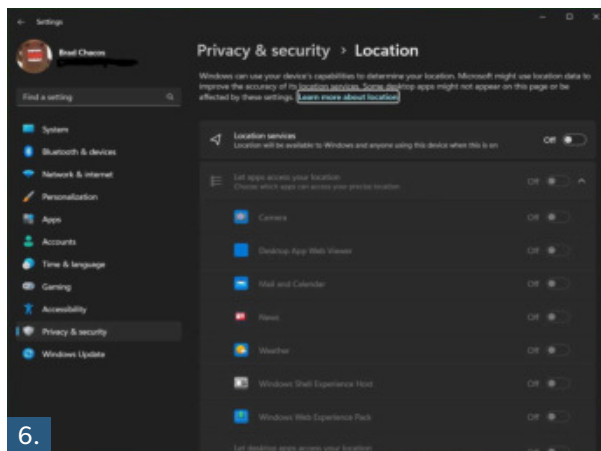 Settings
Brad Chacos
Find a setting
System
Bluetooth & devices
Network & internet
Personalization
Apps
Accounts
Time & language
Gaming
Accessibility
Privacy & security
Windows Update
Privacy & security › Location
Windows can use your device's capabilities to determine your location. Microsoft might use location data to
improve the accuracy of its location services. Some desktop apps might not appear on this page or be
affected by these settings. Learn more about location
Location services
Location will be available to Windows and anyone using this device when this is on
Off
Let apps access your location
Choose which apps can access your precise location
Off
Camera
Off
Desktop App Web Viewer
Off
Mail and Calendar
Off
News
Off
Weather
Off
Windows Shell Experience Host
Off
Windows Web Experience Pack
Off
Let desktop apps access your location
6.